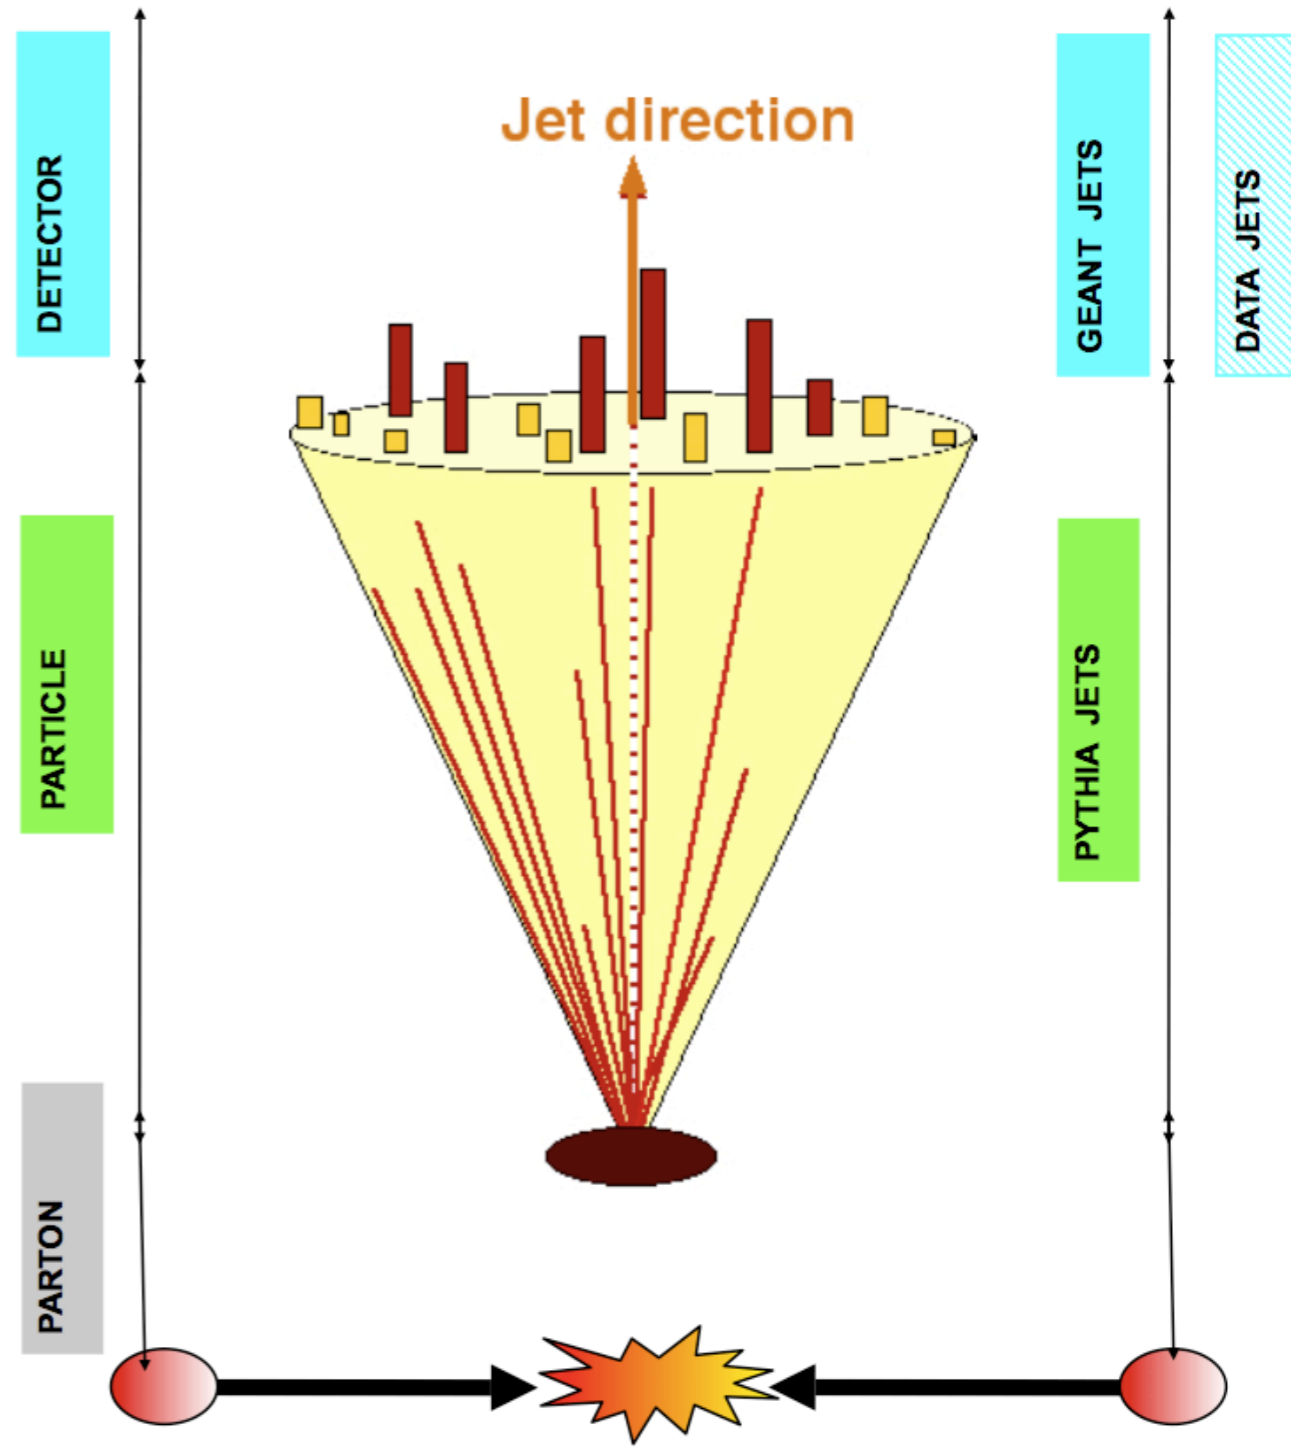 Jet direction
DETECTOR
PARTICLE
PARTON
GEANT JETS
DATA JETS
PYTHIA JETS